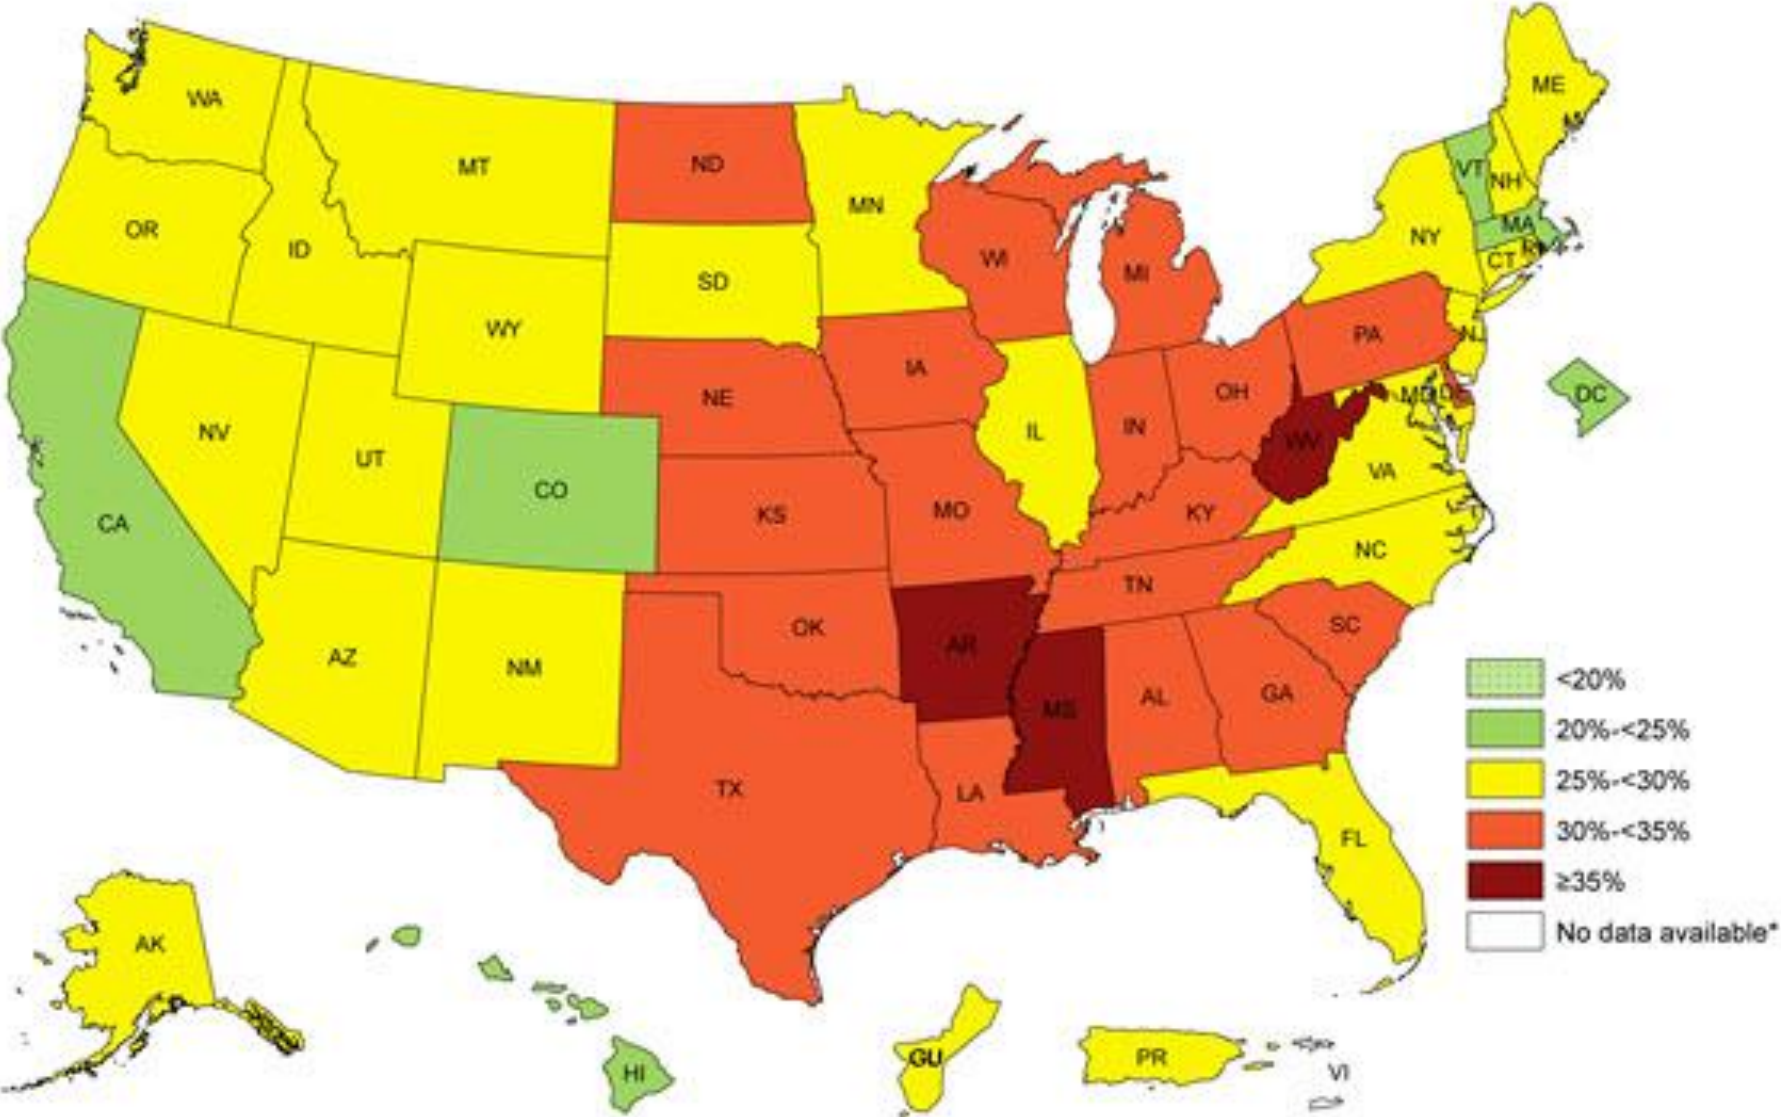 WA
ME
MT
ND
VT
NH
MN
MA
OR
NY
ID
WI
CT
RI
MI
SD
WY
PA
NJ
IA
OH
DC
NE
MD
DE
NV
IN
IL
UT
WV
VA
CO
CA
KS
MO
KY
NC
TN
OK
SC
AR
AZ
NM
<20%
AL
GA
MS
20%-<25%
TX
LA
25%-<30%
FL
30%-<35%
≥35%
No data available*
AK
HI
GU
PR
VI